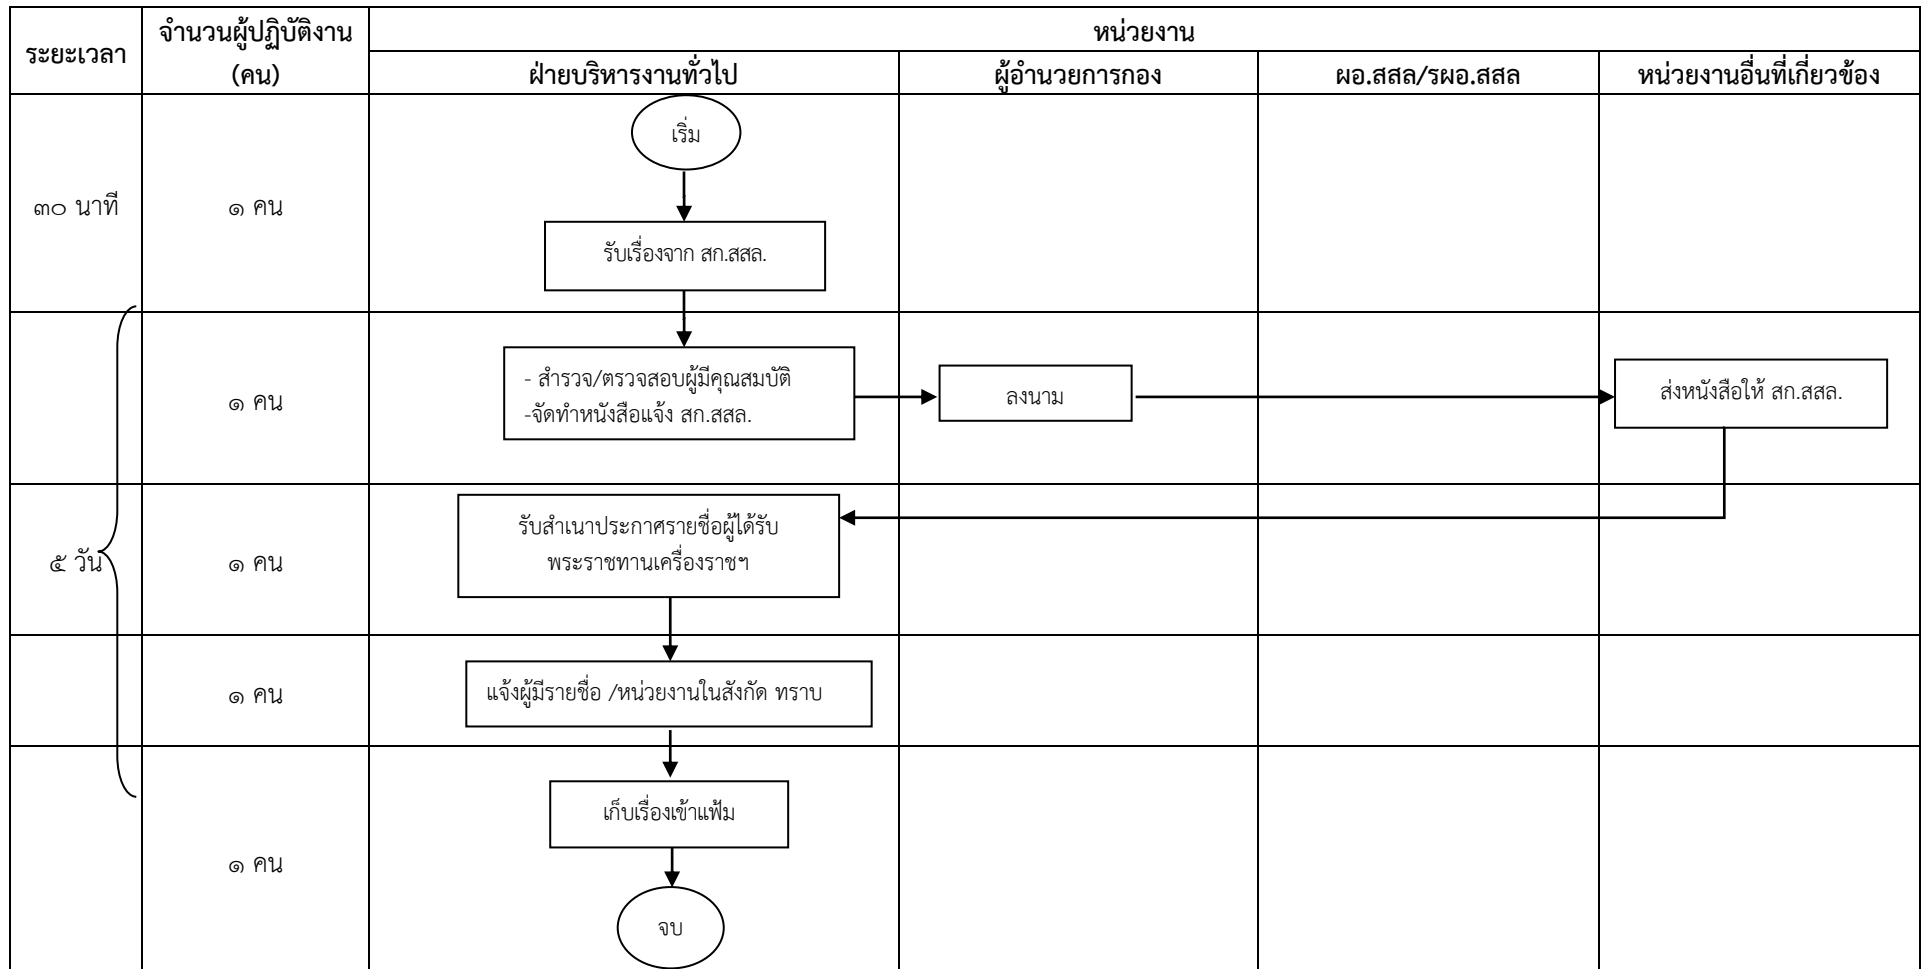 ระยะเวลา
จำนวนผู้ปฏิบัติงาน
(คน)
หน่วยงาน
ฝ่ายบริหารงานทั่วไป
ผู้อำนวยการกอง
ผอ.สสล/รผอ.สสล
หน่วยงานอื่นที่เกี่ยวข้อง
เริ่ม
๓๐ นาที
๑ คน
รับเรื่องจาก สก.สสล.
๑ คน
- สำรวจ/ตรวจสอบผู้มีคุณสมบัติ
-จัดทำหนังสือแจ้ง สก.สสล.
ลงนาม
ส่งหนังสือให้ สก.สสล.
๕ วัน
๑ คน
รับสำเนาประกาศรายชื่อผู้ได้รับ
พระราชทานเครื่องราชฯ
๑ คน
แจ้งผู้มีรายชื่อ /หน่วยงานในสังกัด ทราบ
๑ คน
เก็บเรื่องเข้าแฟ้ม
จบ